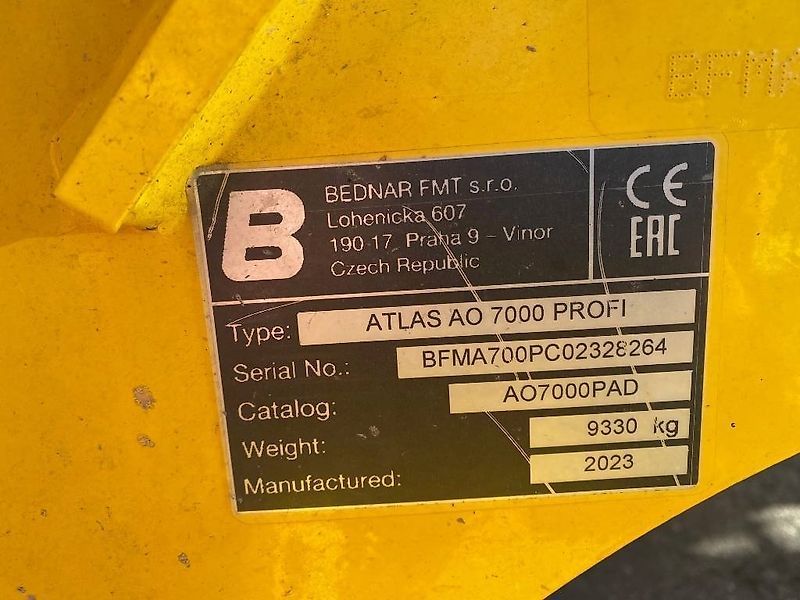 BFMA
B
BEDNAR FMT s.r.o.
Lohenicka 607
190 17 Praha 9 - Vinor
Czech Republic
CE
EAC
Type: ATLAS AO 7000 PROFI
Serial No.: BFMA700PC02328264
Catalog: AO7000PAD
Weight: 9330 kg
Manufactured: 2023